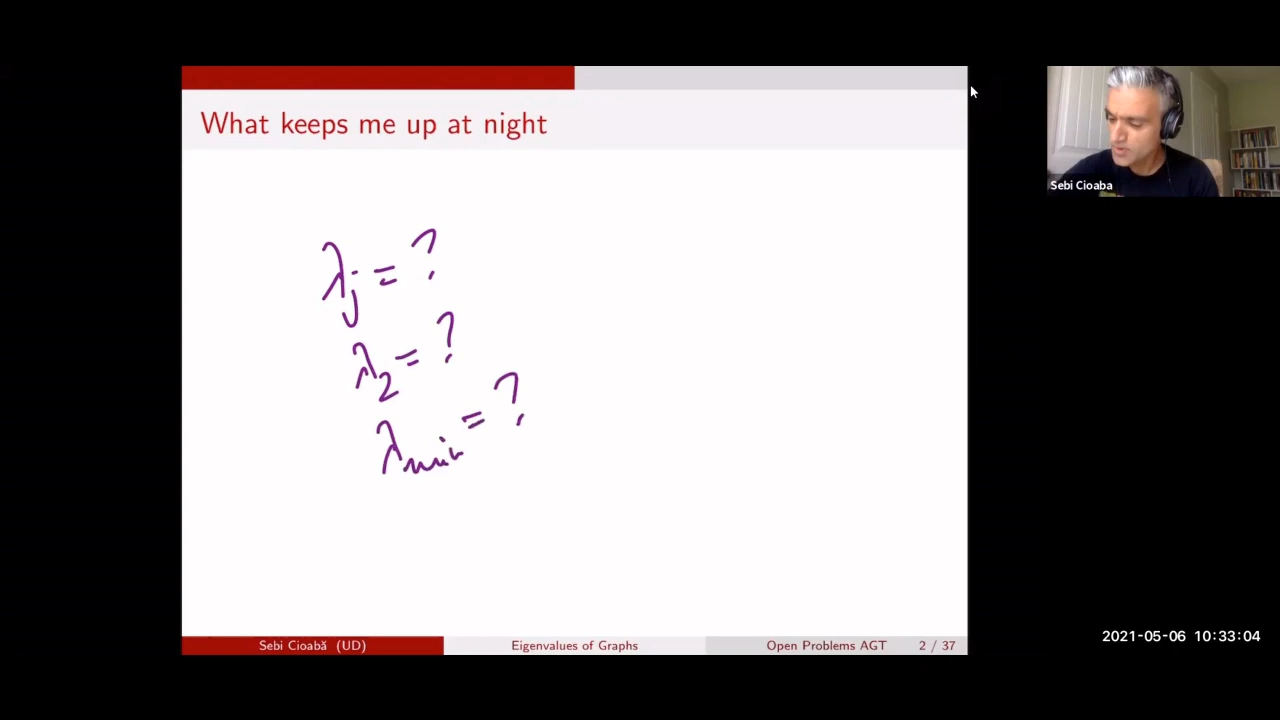 What keeps me up at night
λj = ?
λ2 = ?
λmin = ?
Sebi Cioabă (UD) Eigenvalues of Graphs Open Problems AGT 2 / 37
Sebi Cioaba
2021-05-06 10:33:04